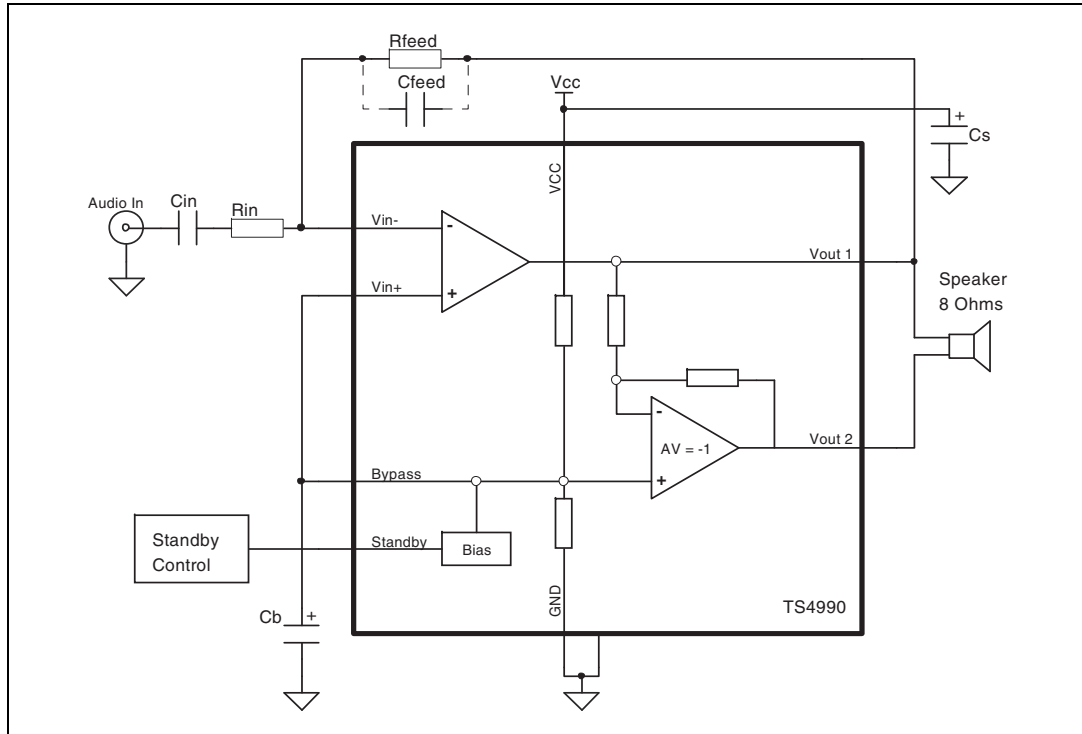 Rfeed
Cfeed
Vcc
+
Cs
VCC
Audio In
Cin
Rin
Vin-
-
Vout 1
Vin+
+
Speaker
8 Ohms
-
AV = -1
Vout 2
+
Bypass
Standby
Control
Standby
Bias
GND
TS4990
Cb
+